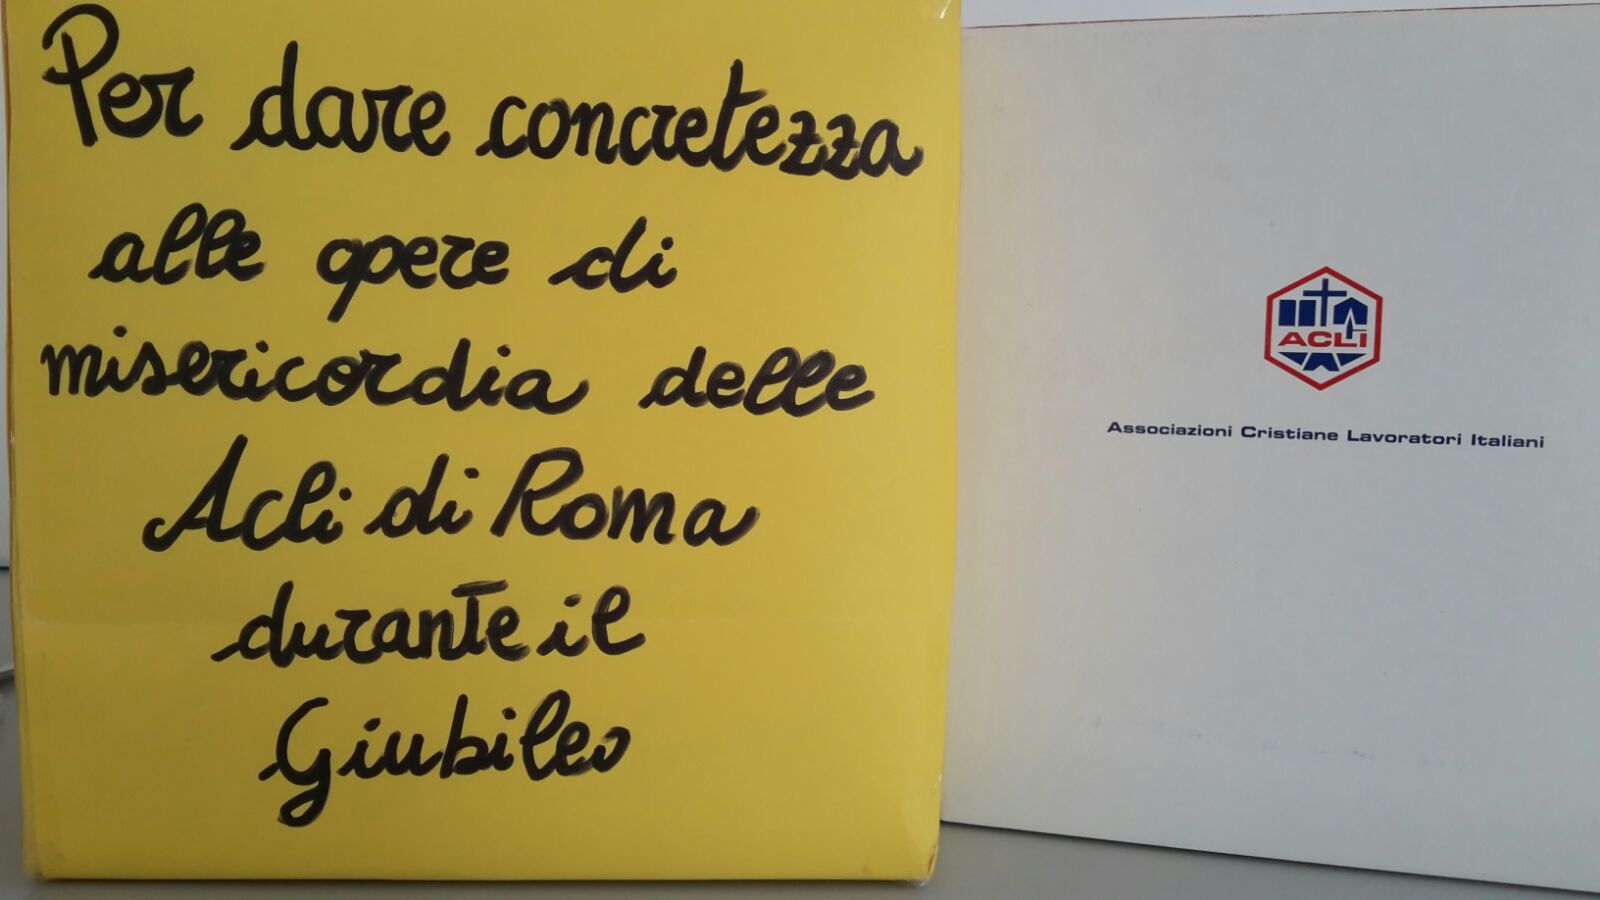 Per dare concretezza
alle opere di
misericordia delle
Acli di Roma
durante il
Giubileo
ACLI
Associazioni Cristiane Lavoratori Italiani